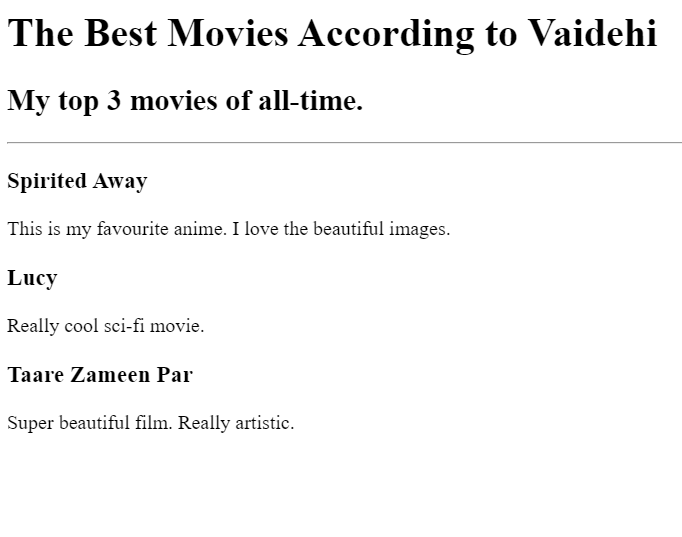 The Best Movies According to Vaidehi
My top 3 movies of all-time.
Spirited Away
This is my favourite anime. I love the beautiful images.
Lucy
Really cool sci-fi movie.
Taare Zameen Par
Super beautiful film. Really artistic.